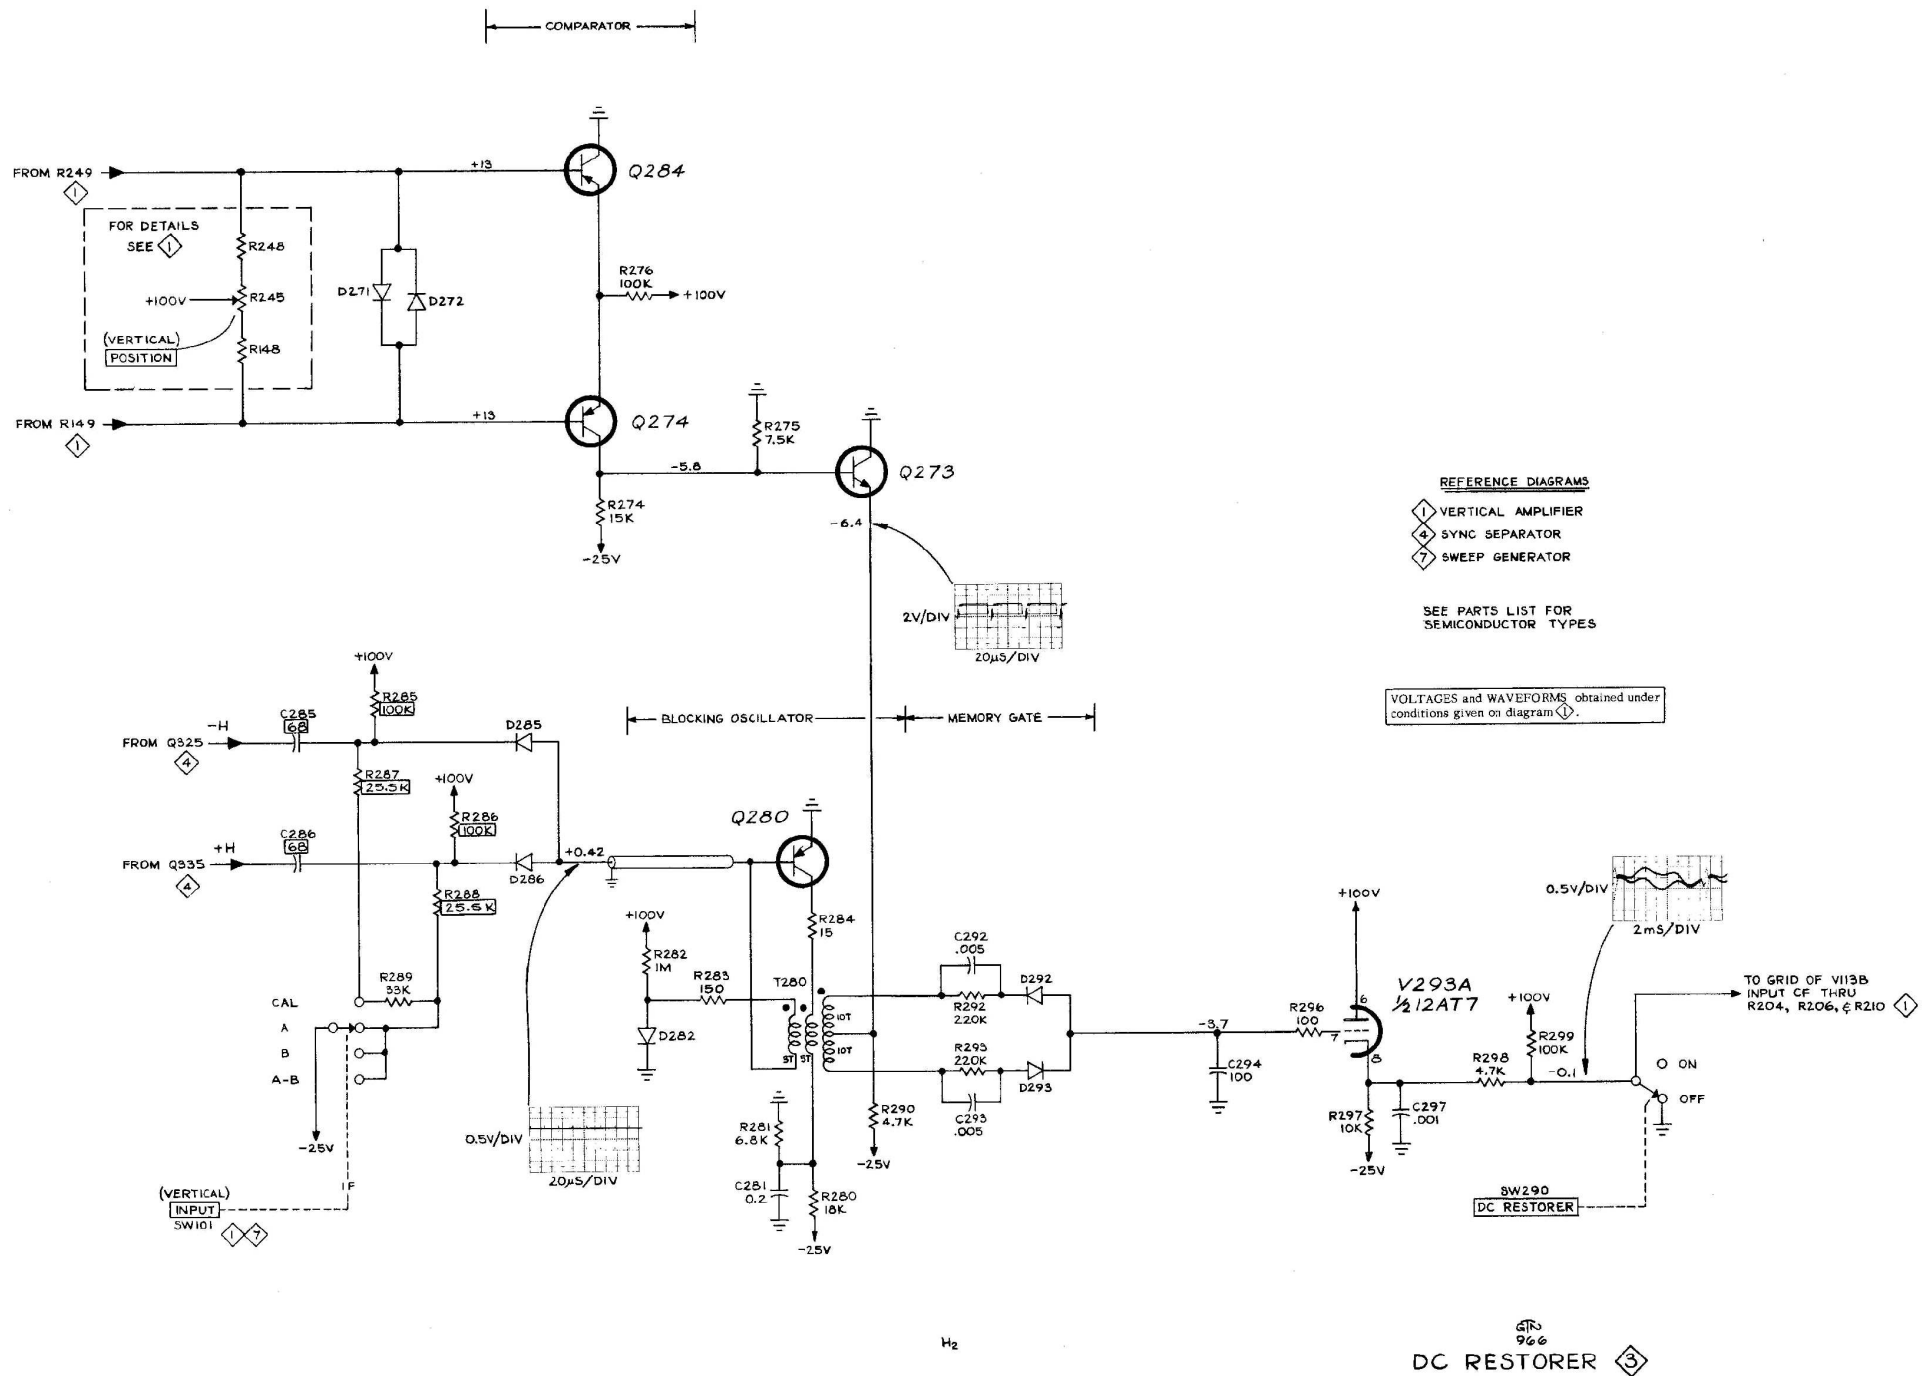 COMPARATOR
FROM R249
1
+13
Q284
FOR DETAILS
SEE 1
R248
+100V
R245
(VERTICAL)
POSITION
R148
D271
D272
R276
100K
+100V
FROM R149
1
+13
Q274
R275
7.5K
-5.8
Q273
R274
15K
-25V
-6.4
2V/DIV
20µS/DIV
REFERENCE DIAGRAMS
1 VERTICAL AMPLIFIER
4 SYNC SEPARATOR
7 SWEEP GENERATOR
SEE PARTS LIST FOR
SEMICONDUCTOR TYPES
VOLTAGES and WAVEFORMS obtained under
conditions given on diagram 1.
BLOCKING OSCILLATOR
MEMORY GATE
+100V
R285
100K
-H
C285
68
D285
FROM Q325
4
R287
25.5K
+100V
R286
100K
+H
C286
68
FROM Q335
4
D286
+0.42
R288
25.5K
Q280
R284
15
+100V
R282
1M
R283
150
T280
D282
5T
5T
10T
10T
C292
.005
R292
220K
D292
R293
220K
C293
.005
D293
R290
4.7K
-25V
CAL
R289
33K
A
B
A-B
-25V
1F
(VERTICAL)
INPUT
SW101
1 7
0.5V/DIV
20µS/DIV
R281
6.8K
C281
0.2
R280
18K
-25V
-3.7
C294
100
R296
100
+100V
V293A
½ 12AT7
6
7
8
R297
10K
-25V
C297
.001
R298
4.7K
+100V
R299
100K
-0.1
0.5V/DIV
2mS/DIV
TO GRID OF V113B
INPUT CF THRU
R204, R206, & R210 1
ON
OFF
SW290
DC RESTORER
H2
GTN
966
DC RESTORER 3